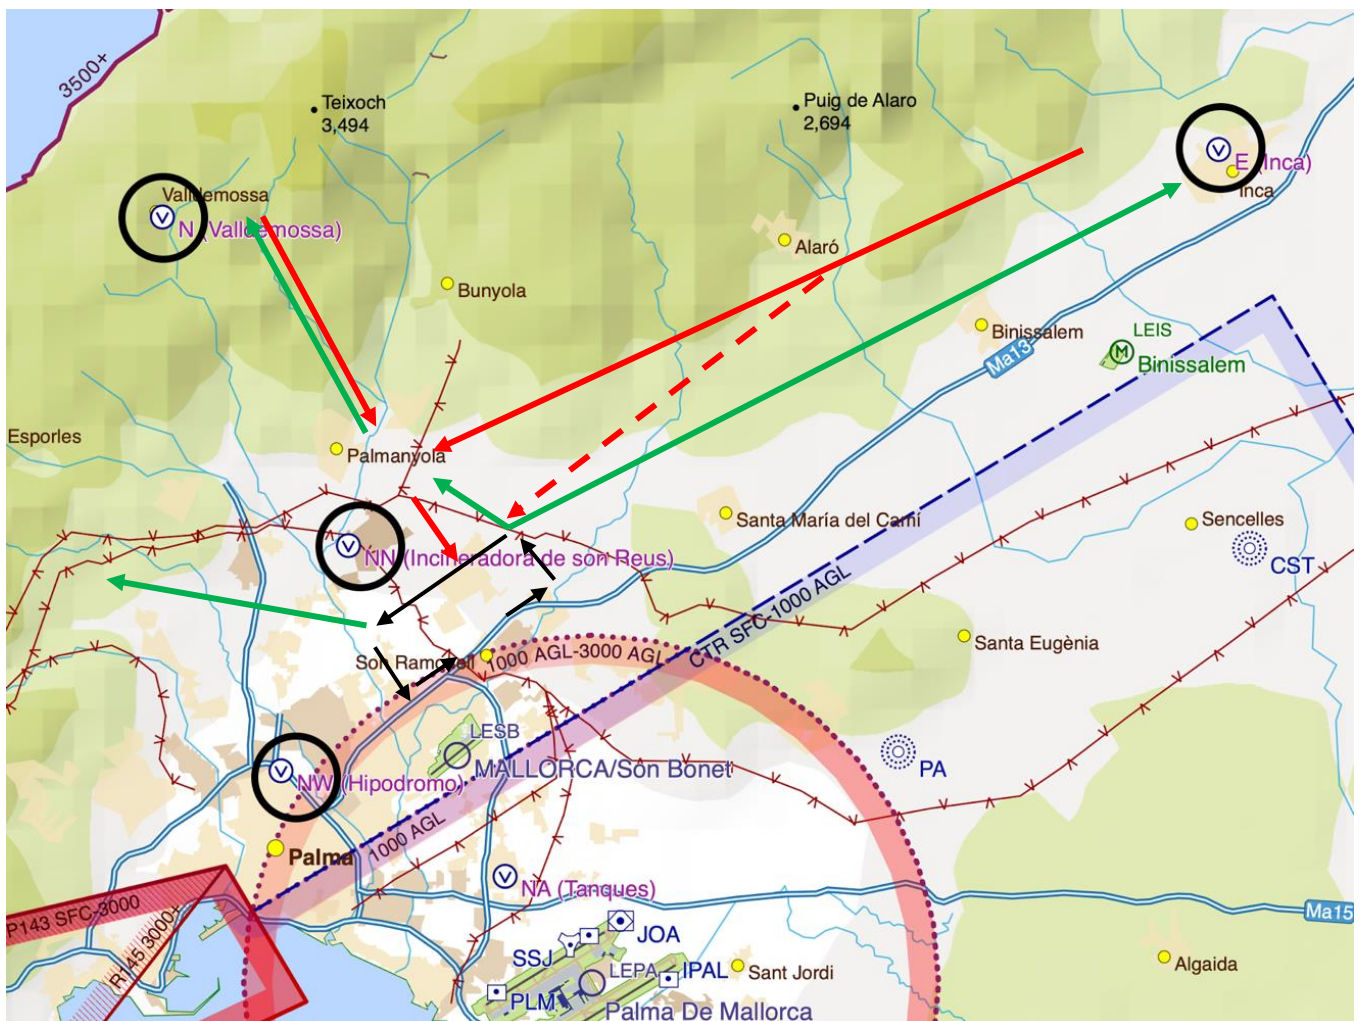 3500+
Teixoch
3,494
Puig de Alaro
2,694
E (Inca)
Inca
Valldemossa
N (Valldemossa)
Alaró
Bunyola
Binissalem
LEIS
Binissalem
Ma13
Esporles
Palmanyola
Santa María del Camí
Sencelles
NN (Incineradora de son Reus)
CST
CTR SFC-1000 AGL
Santa Eugènia
Son Ramonell
1000 AGL-3000 AGL
LESB
MALLORCA/Son Bonet
PA
NW (Hipodromo)
1000 AGL
Palma
NA (Tanques)
P143 SFC-3000
R145 3000+
Ma15
JOA
SSJ
LEPA
IPAL
Sant Jordi
Algaida
PLM
Palma De Mallorca